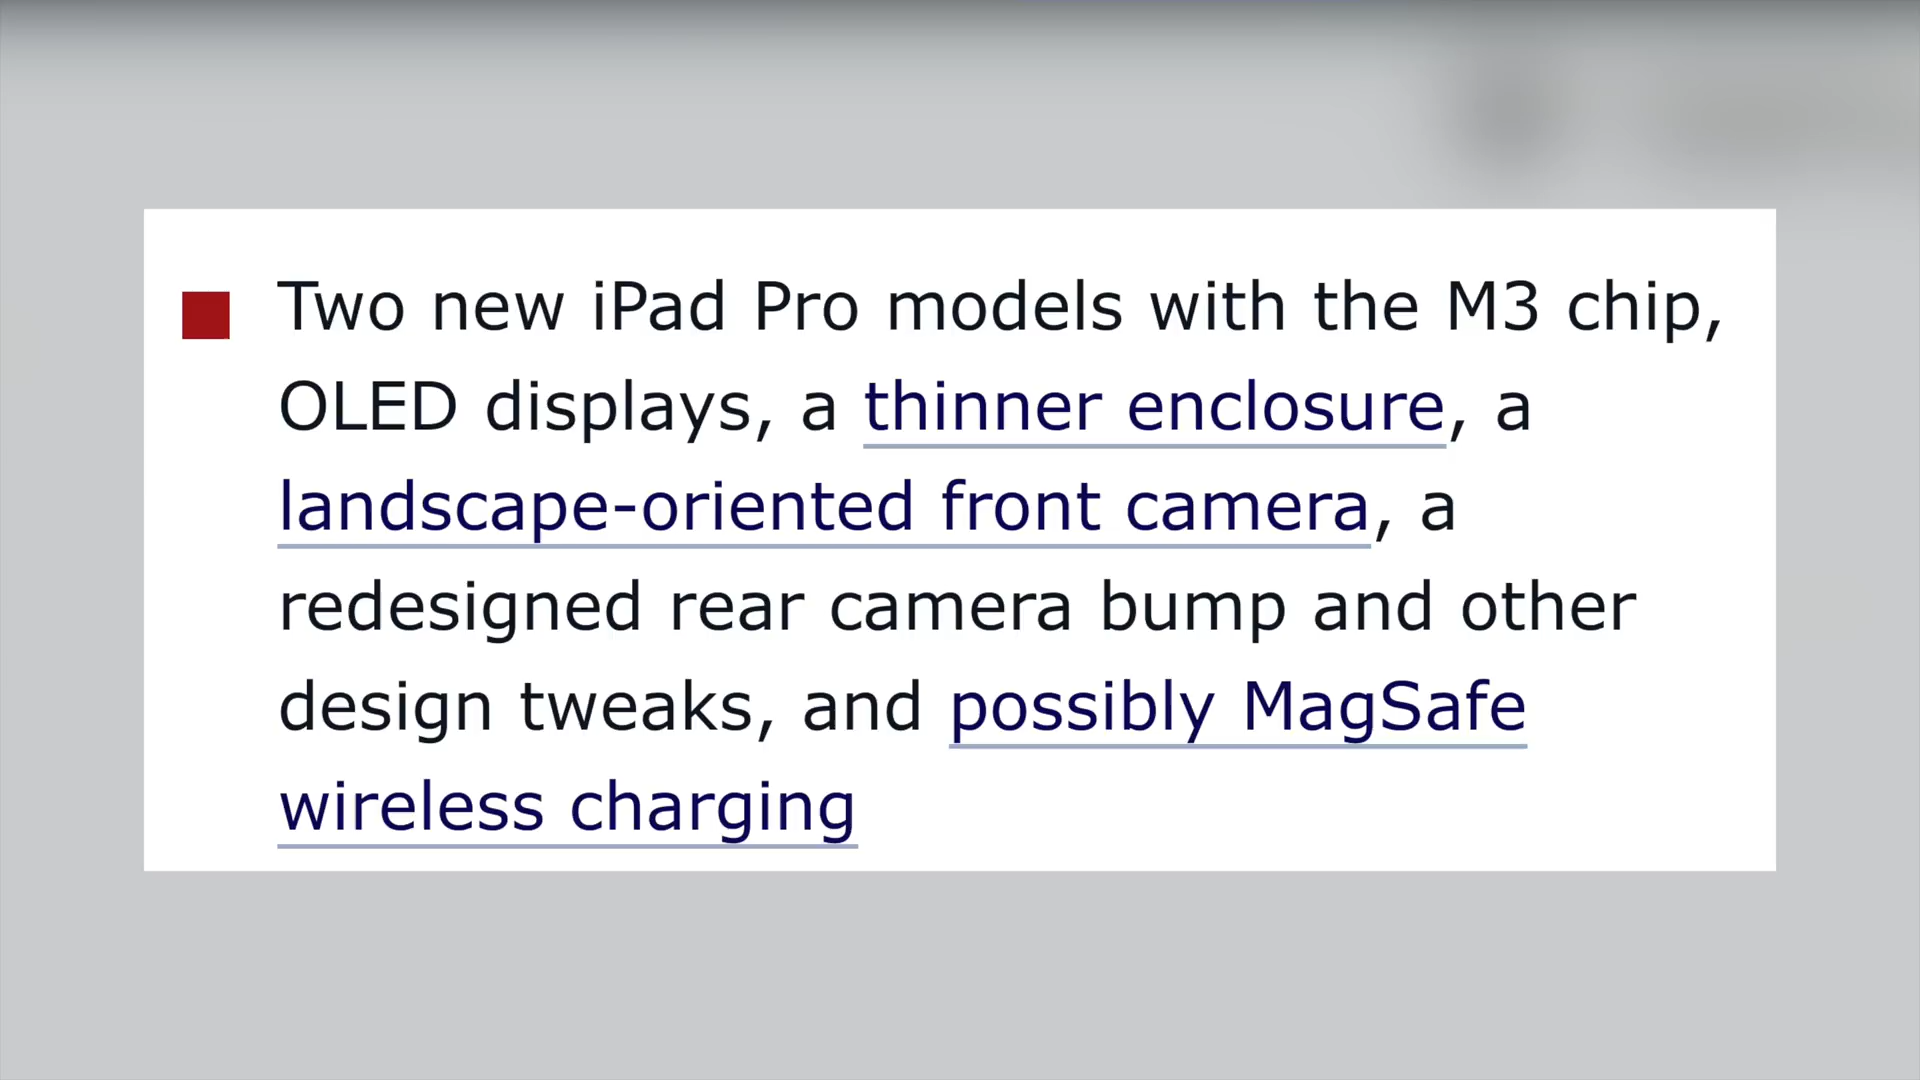 Two new iPad Pro models with the M3 chip,
OLED displays, a thinner enclosure, a
landscape-oriented front camera, a
redesigned rear camera bump and other
design tweaks, and possibly MagSafe
wireless charging